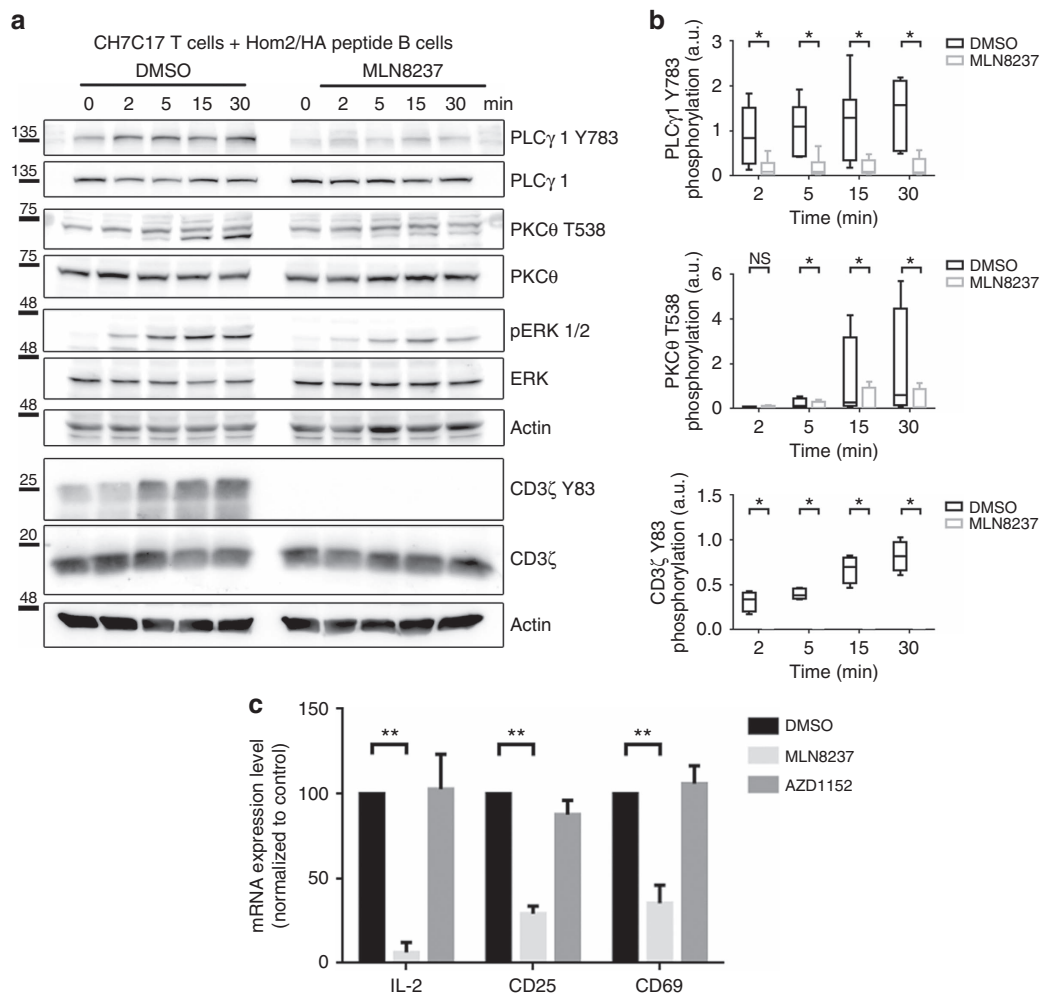 a
CH7C17 T cells + Hom2/HA peptide B cells
DMSO MLN8237
0 2 5 15 30 0 2 5 15 30 min
135 PLCγ 1 Y783
135 PLCγ 1
75 PKCθ T538
75 PKCθ
48 pERK 1/2
48 ERK
48 Actin
25 CD3ζ Y83
20 CD3ζ
48 Actin
b
PLCγ1 Y783
phosphorylation (a.u.)
3
2
1
0
* * * *
DMSO
MLN8237
2 5 15 30
Time (min)
PKCθ T538
phosphorylation (a.u.)
6
4
2
0
NS * * *
DMSO
MLN8237
2 5 15 30
Time (min)
CD3ζ Y83
phosphorylation (a.u.)
1.5
1.0
0.5
0.0
* * * *
DMSO
MLN8237
2 5 15 30
Time (min)
c
mRNA expression level
(normalized to control)
150
100
50
0
** ** **
DMSO
MLN8237
AZD1152
IL-2 CD25 CD69